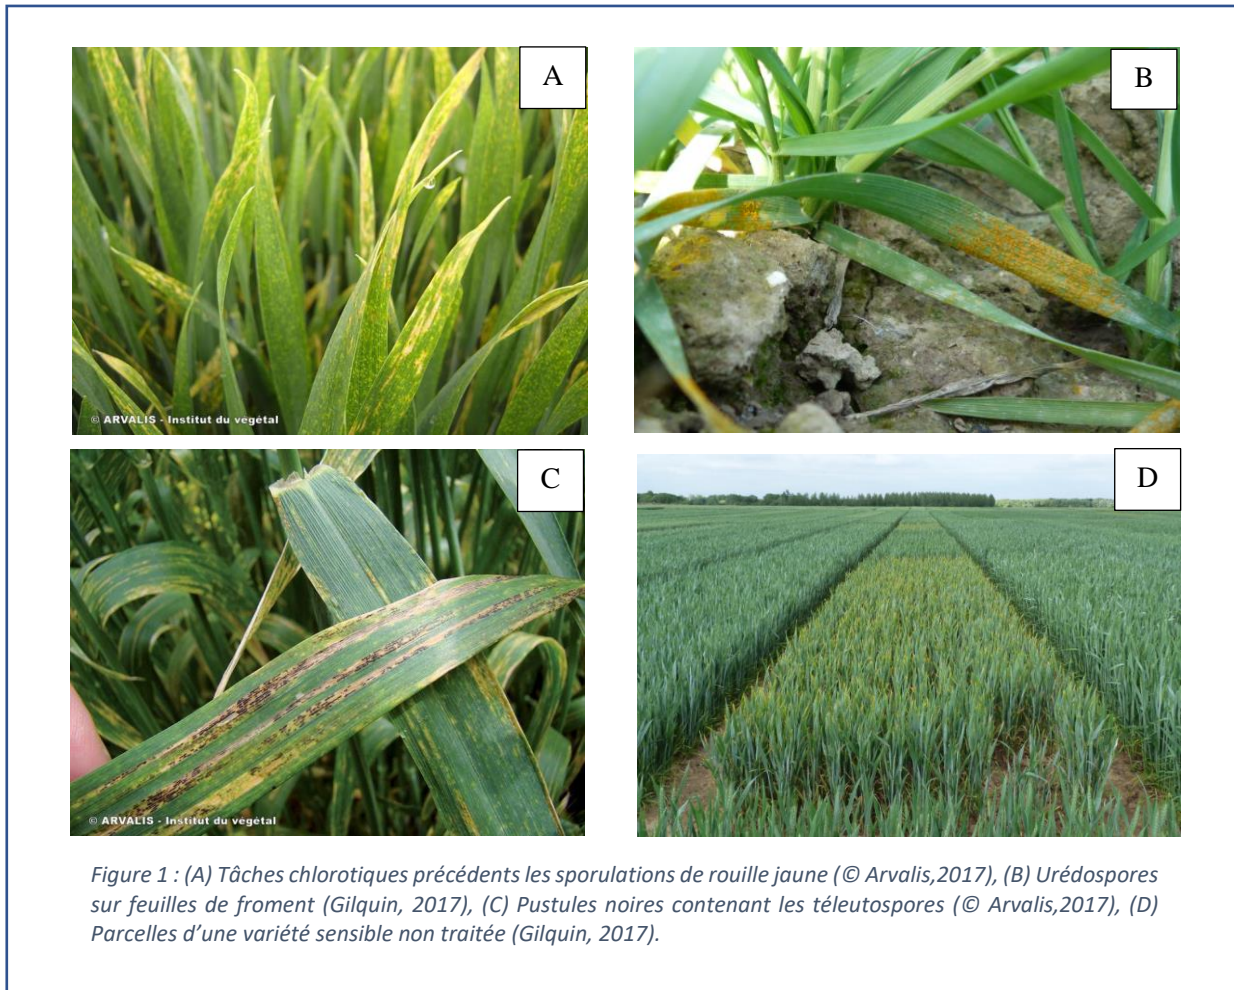 A
B
© ARVALIS - Institut du végétal
C
D
© ARVALIS - Institut du végétal
Figure 1 : (A) Tâches chlorotiques précédents les sporulations de rouille jaune (© Arvalis,2017), (B) Urédospores
sur feuilles de froment (Gilquin, 2017), (C) Pustules noires contenant les téleutospores (© Arvalis,2017), (D)
Parcelles d'une variété sensible non traitée (Gilquin, 2017).